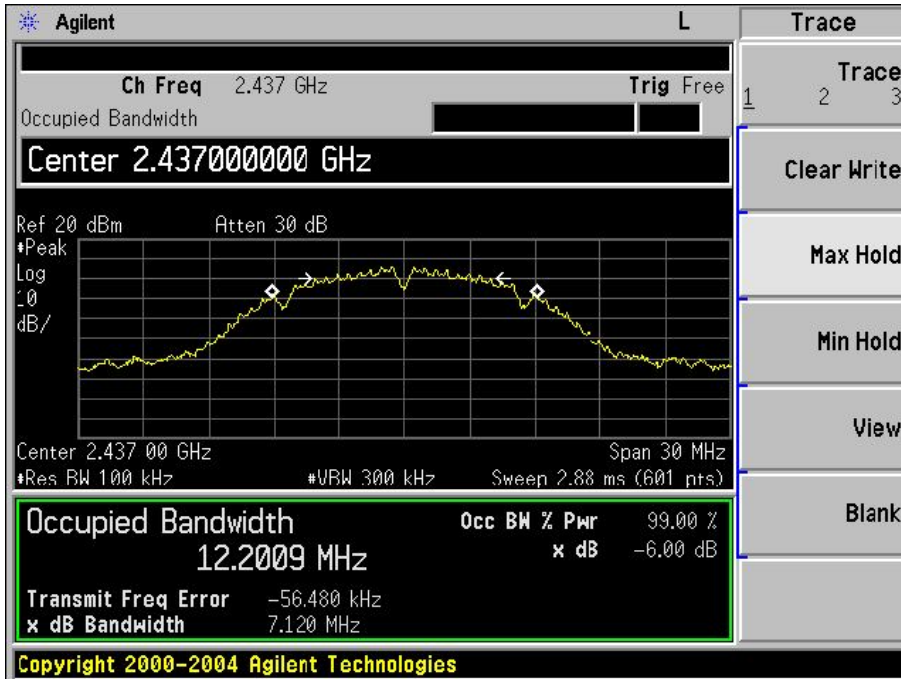 Agilent L Trace
Ch Freq 2.437 GHz Trig Free
Occupied Bandwidth
Center 2.437000000 GHz
Ref 20 dBm Atten 30 dB
#Peak
Log
10
dB/
Center 2.437 00 GHz Span 30 MHz
#Res BW 100 kHz #VBW 300 kHz Sweep 2.88 ms (601 pts)
Occupied Bandwidth Occ BW % Pwr 99.00 %
12.2009 MHz x dB -6.00 dB
Transmit Freq Error -56.480 kHz
x dB Bandwidth 7.120 MHz
Copyright 2000-2004 Agilent Technologies
Trace
1 2 3
Clear Write
Max Hold
Min Hold
View
Blank